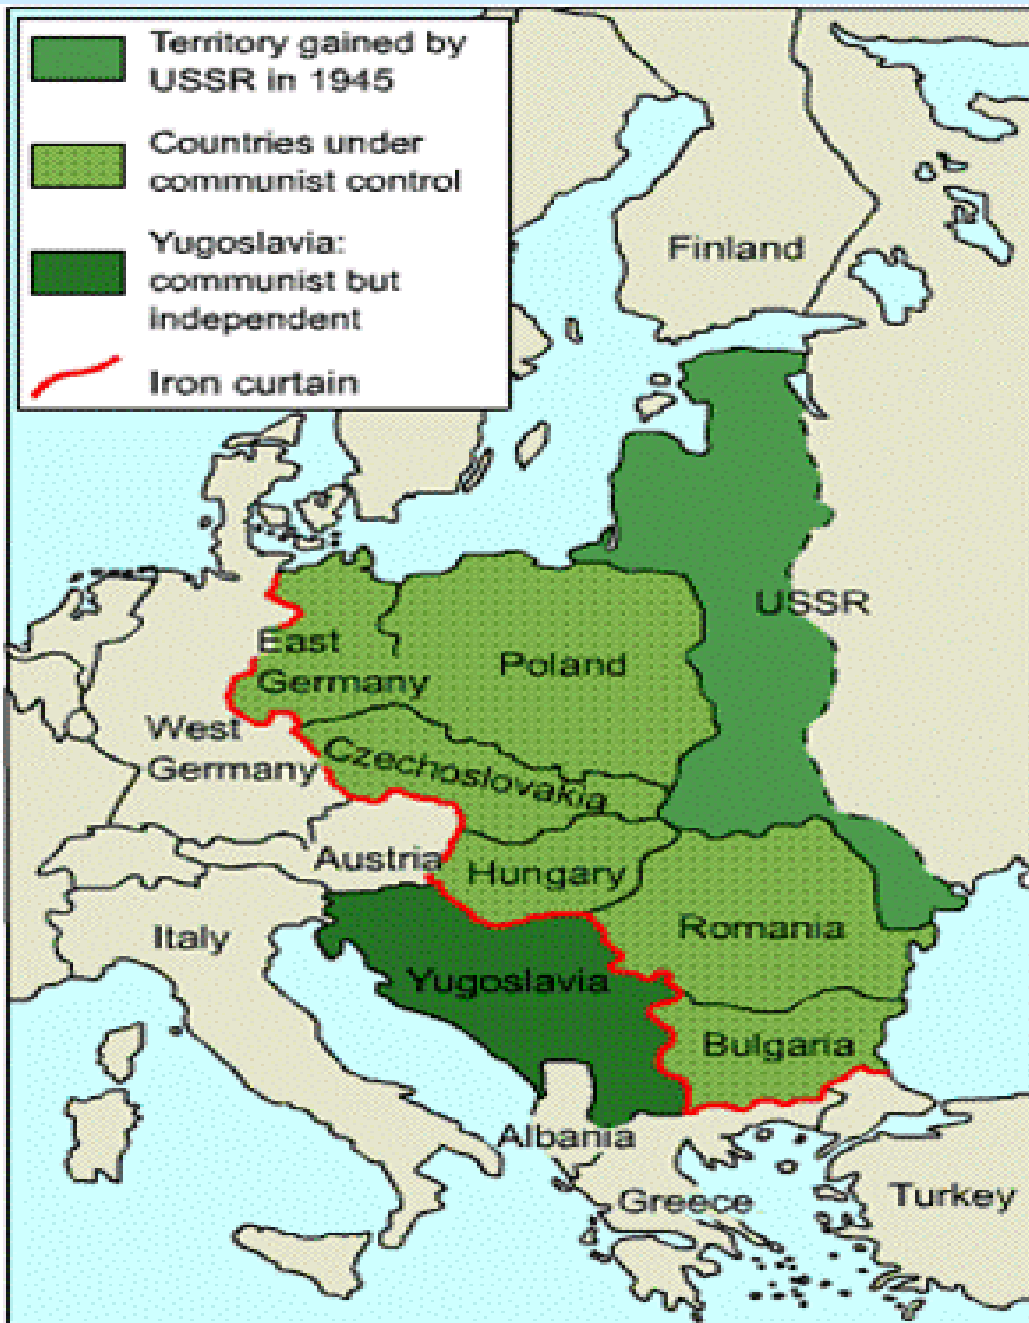 Territory gained by
USSR in 1945
Countries under
communist control
Yugoslavia:
communist but
independent
Iron curtain
Finland
USSR
East
Germany
Poland
West
Germany
Czechoslovakia
Austria
Hungary
Italy
Romania
Yugoslavia
Bulgaria
Albania
Greece
Turkey